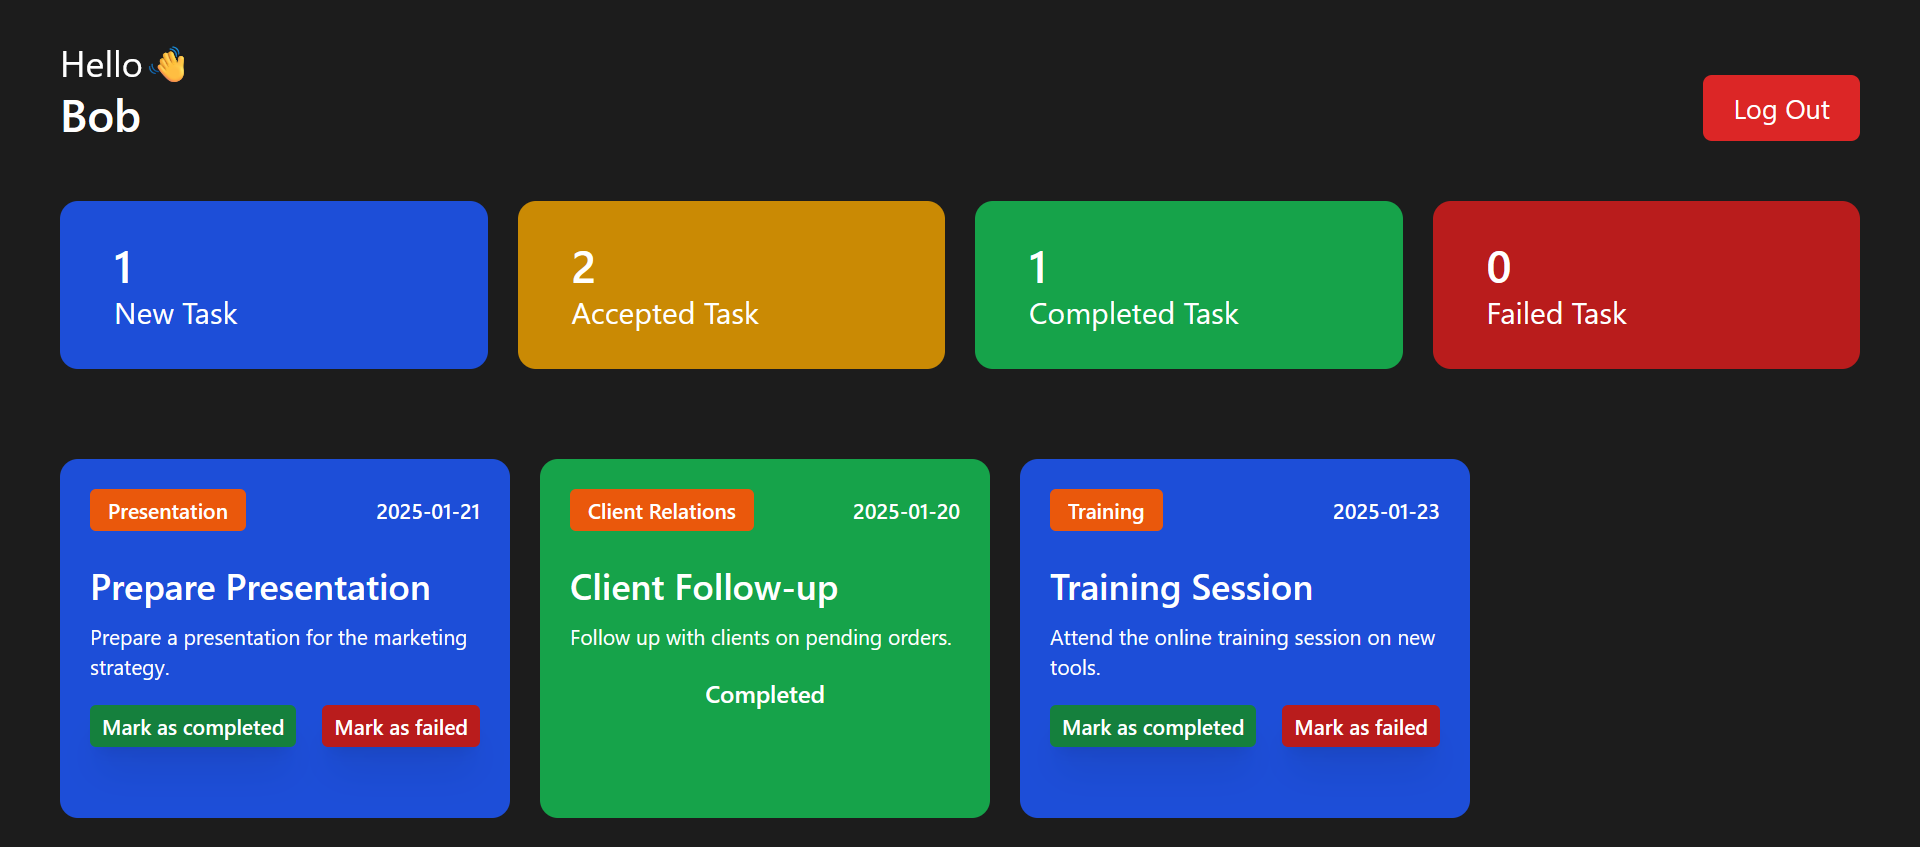 Hello 👋
Bob
Log Out
1
New Task
2
Accepted Task
1
Completed Task
0
Failed Task
Presentation
2025-01-21
Prepare Presentation
Prepare a presentation for the marketing
strategy.
Mark as completed
Mark as failed
Client Relations
2025-01-20
Client Follow-up
Follow up with clients on pending orders.
Completed
Training
2025-01-23
Training Session
Attend the online training session on new
tools.
Mark as completed
Mark as failed